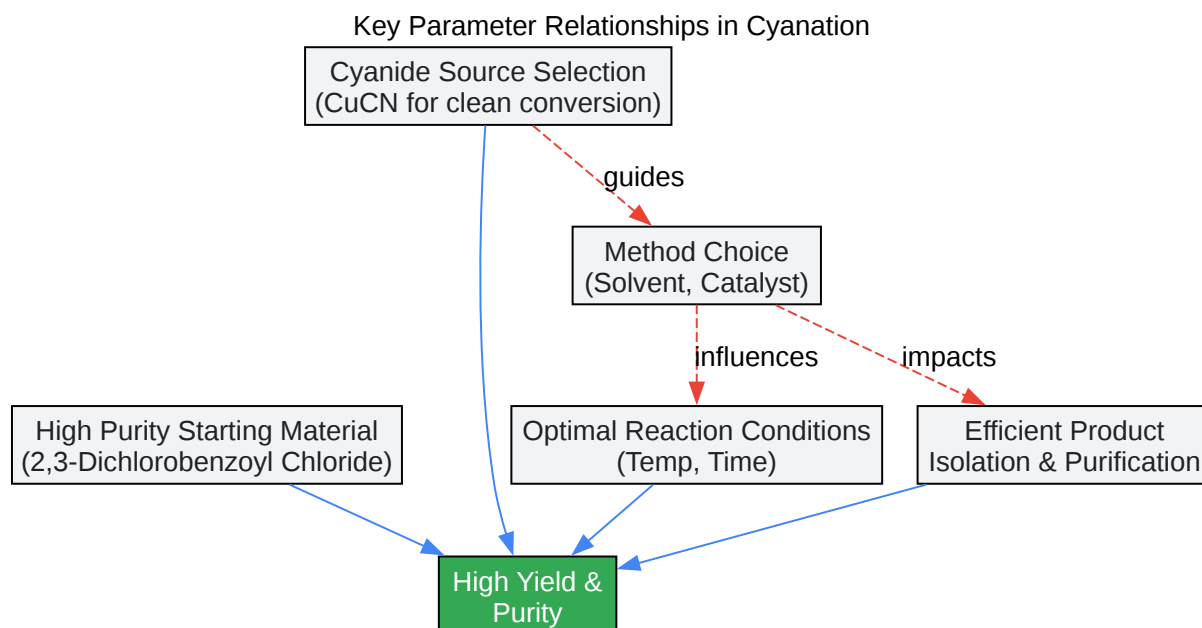 Key Parameter Relationships in Cyanation
Cyanide Source Selection
(CuCN for clean conversion)
guides
Method Choice
(Solvent, Catalyst)
influences
impacts
High Purity Starting Material
(2,3-Dichlorobenzoyl Chloride)
Optimal Reaction Conditions
(Temp, Time)
Efficient Product
Isolation & Purification
High Yield &
Purity